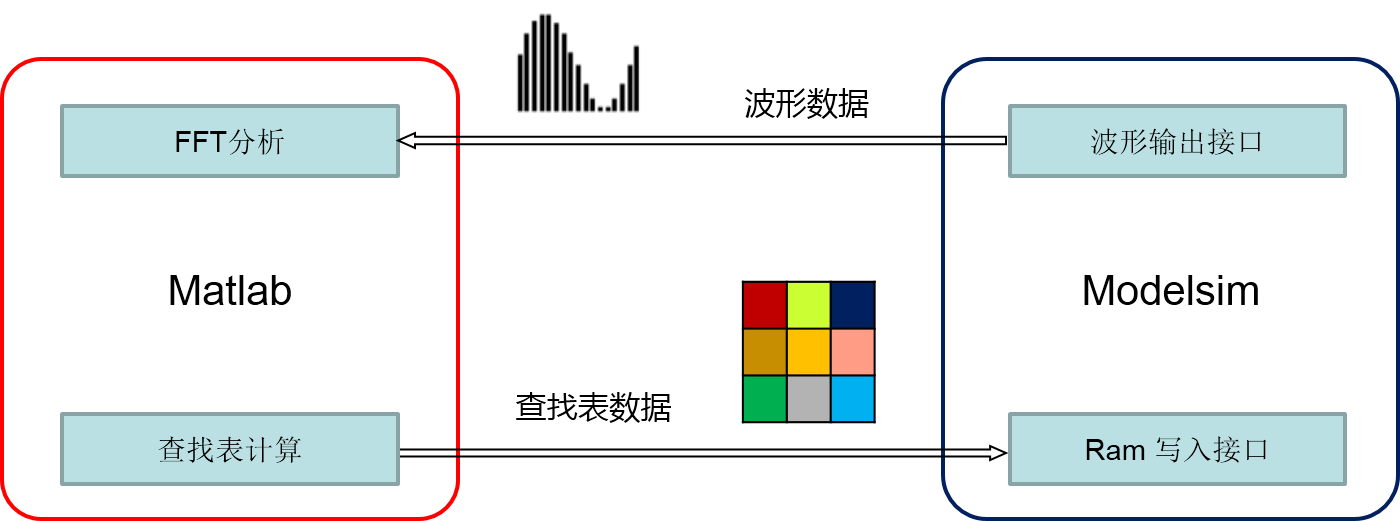 波形数据
FFT分析
波形输出接口
Matlab
Modelsim
查找表数据
查找表计算
Ram 写入接口